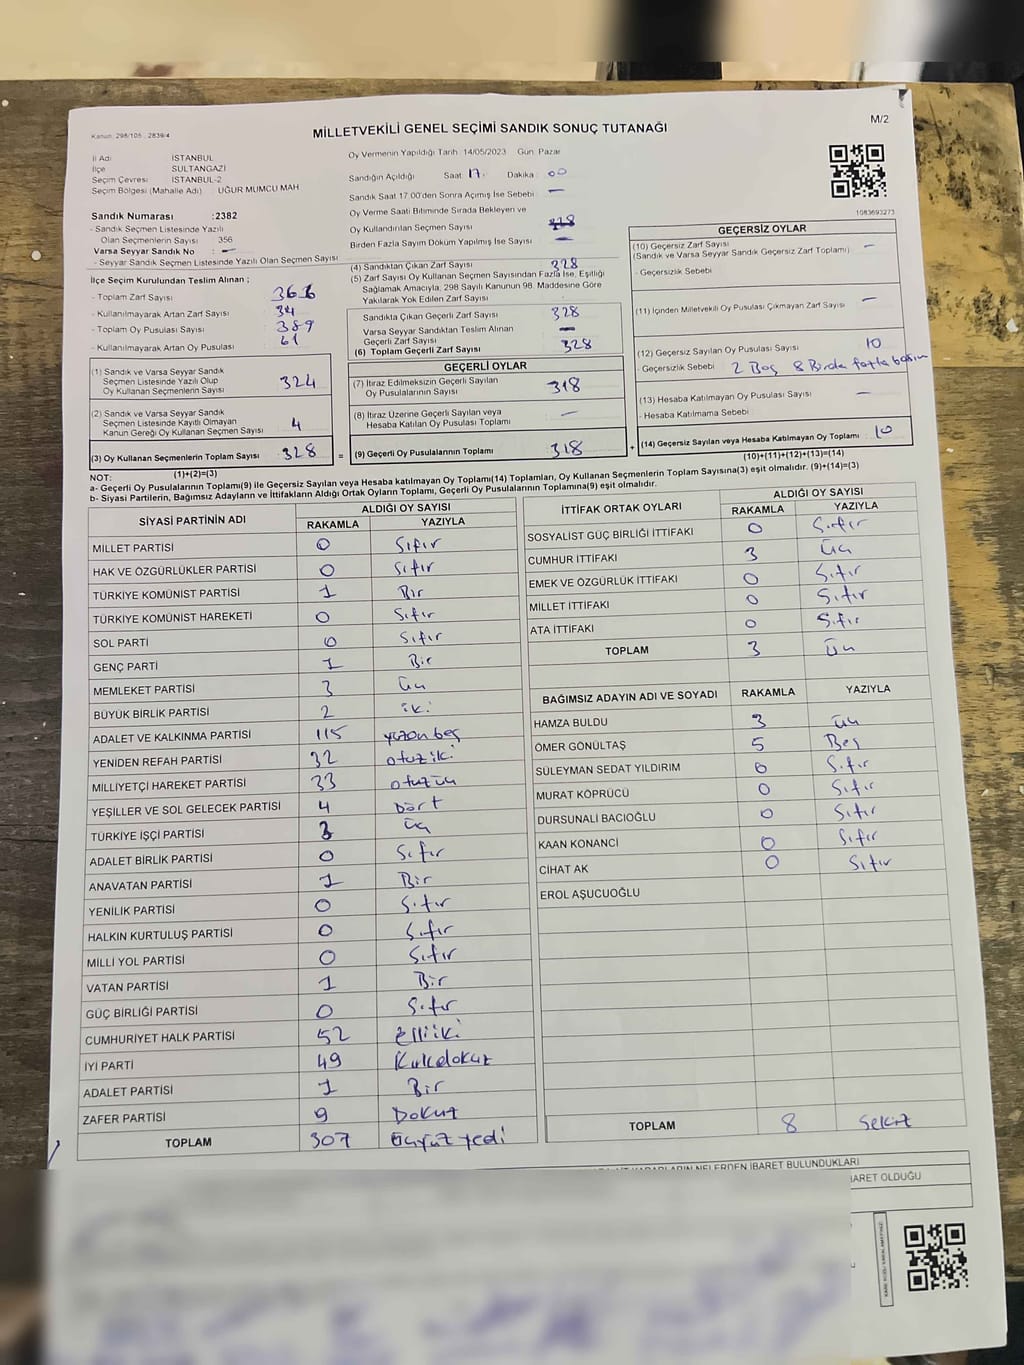 Kanun: 298/105 - 2839/4
MİLLETVEKİLİ GENEL SEÇİMİ SANDIK SONUÇ TUTANAĞI
M/2
İl Adı İSTANBUL
İlçe SULTANGAZİ
Seçim Çevresi İSTANBUL-2
Seçim Bölgesi (Mahalle Adı) UĞUR MUMCU MAH
Sandık Numarası :2382
- Sandık Seçmen Listesinde Yazılı
Olan Seçmenlerin Sayısı 356
Varsa Seyyar Sandık No : —
- Seyyar Sandık Seçmen Listesinde Yazılı Olan Seçmen Sayısı
Oy Vermenin Yapıldığı Tarih 14/05/2023 Gün Pazar
Sandığın Açıldığı Saat 17. Dakika 00
Sandık Saat 17 00'den Sonra Açılmış İse Sebebi —
Oy Verme Saati Bitiminde Sırada Bekleyen ve
Oy Kullandırılan Seçmen Sayısı
Birden Fazla Sayım Döküm Yapılmış İse Sayısı —
1083693273
İlçe Seçim Kurulundan Teslim Alınan ;
- Toplam Zarf Sayısı 361
- Kullanılmayarak Artan Zarf Sayısı 34
- Toplam Oy Pusulası Sayısı 389
- Kullanılmayarak Artan Oy Pusulası 61
(1) Sandık ve Varsa Seyyar Sandık
Seçmen Listesinde Yazılı Olup
Oy Kullanan Seçmenlerin Sayısı 324
(2) Sandık ve Varsa Seyyar Sandık
Seçmen Listesinde Kayıtlı Olmayan
Kanun Gereği Oy Kullanan Seçmen Sayısı 4
(3) Oy Kullanan Seçmenlerin Toplam Sayısı 328
(1)+(2)=(3)
(4) Sandıktan Çıkan Zarf Sayısı 328
(5) Zarf Sayısı Oy Kullanan Seçmen Sayısından Fazla İse, Eşitliği
Sağlamak Amacıyla, 298 Sayılı Kanunun 98. Maddesine Göre
Yakılarak Yok Edilen Zarf Sayısı
Sandıkta Çıkan Geçerli Zarf Sayısı 328
Varsa Seyyar Sandıktan Teslim Alınan
Geçerli Zarf Sayısı —
(6) Toplam Geçerli Zarf Sayısı 328
GEÇERLİ OYLAR
(7) İtiraz Edilmeksizin Geçerli Sayılan
Oy Pusulalarının Sayısı 318
(8) İtiraz Üzerine Geçerli Sayılan veya
Hesaba Katılan Oy Pusulası Toplamı —
= (9) Geçerli Oy Pusulalarının Toplamı 318
GEÇERSİZ OYLAR
(10) Geçersiz Zarf Sayısı —
(Sandık ve Varsa Seyyar Sandık Geçersiz Zarf Toplamı)
- Geçersizlik Sebebi
(11) İçinden Milletvekili Oy Pusulası Çıkmayan Zarf Sayısı —
(12) Geçersiz Sayılan Oy Pusulası Sayısı 10
- Geçersizlik Sebebi 2 Boş 8 Birden fazla basım
(13) Hesaba Katılmayan Oy Pusulası Sayısı —
- Hesaba Katılmama Sebebi
+ (14) Geçersiz Sayılan veya Hesaba Katılmayan Oy Toplamı 10
(10)+(11)+(12)+(13)=(14)
NOT:
a- Geçerli Oy Pusulalarının Toplamı(9) ile Geçersiz Sayılan veya Hesaba katılmayan Oy Toplamı(14) Toplamları, Oy Kullanan Seçmenlerin Toplam Sayısına(3) eşit olmalıdır. (9)+(14)=(3)
b- Siyasi Partilerin, Bağımsız Adayların ve İttifakların Aldığı Ortak Oyların Toplamı, Geçerli Oy Pusulalarının Toplamına(9) eşit olmalıdır.
SİYASİ PARTİNİN ADI ALDIĞI OY SAYISI
RAKAMLA YAZIYLA
MİLLET PARTİSİ 0 Sıfır
HAK VE ÖZGÜRLÜKLER PARTİSİ 0 Sıfır
TÜRKİYE KOMÜNİST PARTİSİ 1 Bir
TÜRKİYE KOMÜNİST HAREKETİ 0 Sıfır
SOL PARTİ 0 Sıfır
GENÇ PARTİ 1 Bir
MEMLEKET PARTİSİ 3 Üç
BÜYÜK BİRLİK PARTİSİ 2 iki
ADALET VE KALKINMA PARTİSİ 115 yüzonbeş
YENİDEN REFAH PARTİSİ 32 otuziki
MİLLİYETÇİ HAREKET PARTİSİ 33 otuzüç
YEŞİLLER VE SOL GELECEK PARTİSİ 4 Dört
TÜRKİYE İŞÇİ PARTİSİ 3 Üç
ADALET BİRLİK PARTİSİ 0 Sıfır
ANAVATAN PARTİSİ 1 Bir
YENİLİK PARTİSİ 0 Sıfır
HALKIN KURTULUŞ PARTİSİ 0 Sıfır
MİLLİ YOL PARTİSİ 0 Sıfır
VATAN PARTİSİ 1 Bir
GÜÇ BİRLİĞİ PARTİSİ 0 Sıfır
CUMHURİYET HALK PARTİSİ 52 Elliiki
İYİ PARTİ 49 Kırkdokuz
ADALET PARTİSİ 1 Bir
ZAFER PARTİSİ 9 Dokuz
TOPLAM 307 Üçyüzyedi
İTTİFAK ORTAK OYLARI ALDIĞI OY SAYISI
RAKAMLA YAZIYLA
SOSYALİST GÜÇ BİRLİĞİ İTTİFAKI 0 Sıfır
CUMHUR İTTİFAKI 3 Üç
EMEK VE ÖZGÜRLÜK İTTİFAKI 0 Sıfır
MİLLET İTTİFAKI 0 Sıfır
ATA İTTİFAKI 0 Sıfır
TOPLAM 3 Üç
BAĞIMSIZ ADAYIN ADI VE SOYADI RAKAMLA YAZIYLA
HAMZA BULDU 3 Üç
ÖMER GÖNÜLTAŞ 5 Beş
SÜLEYMAN SEDAT YILDIRIM 0 Sıfır
MURAT KÖPRÜCÜ 0 Sıfır
DURSUNALİ BACIOĞLU 0 Sıfır
KAAN KONANCİ 0 Sıfır
CİHAT AK 0 Sıfır
EROL AŞUCUOĞLU
TOPLAM 8 Sekiz
NELERDEN İBARET BULUNDUKLARI
İBARET OLDUĞU